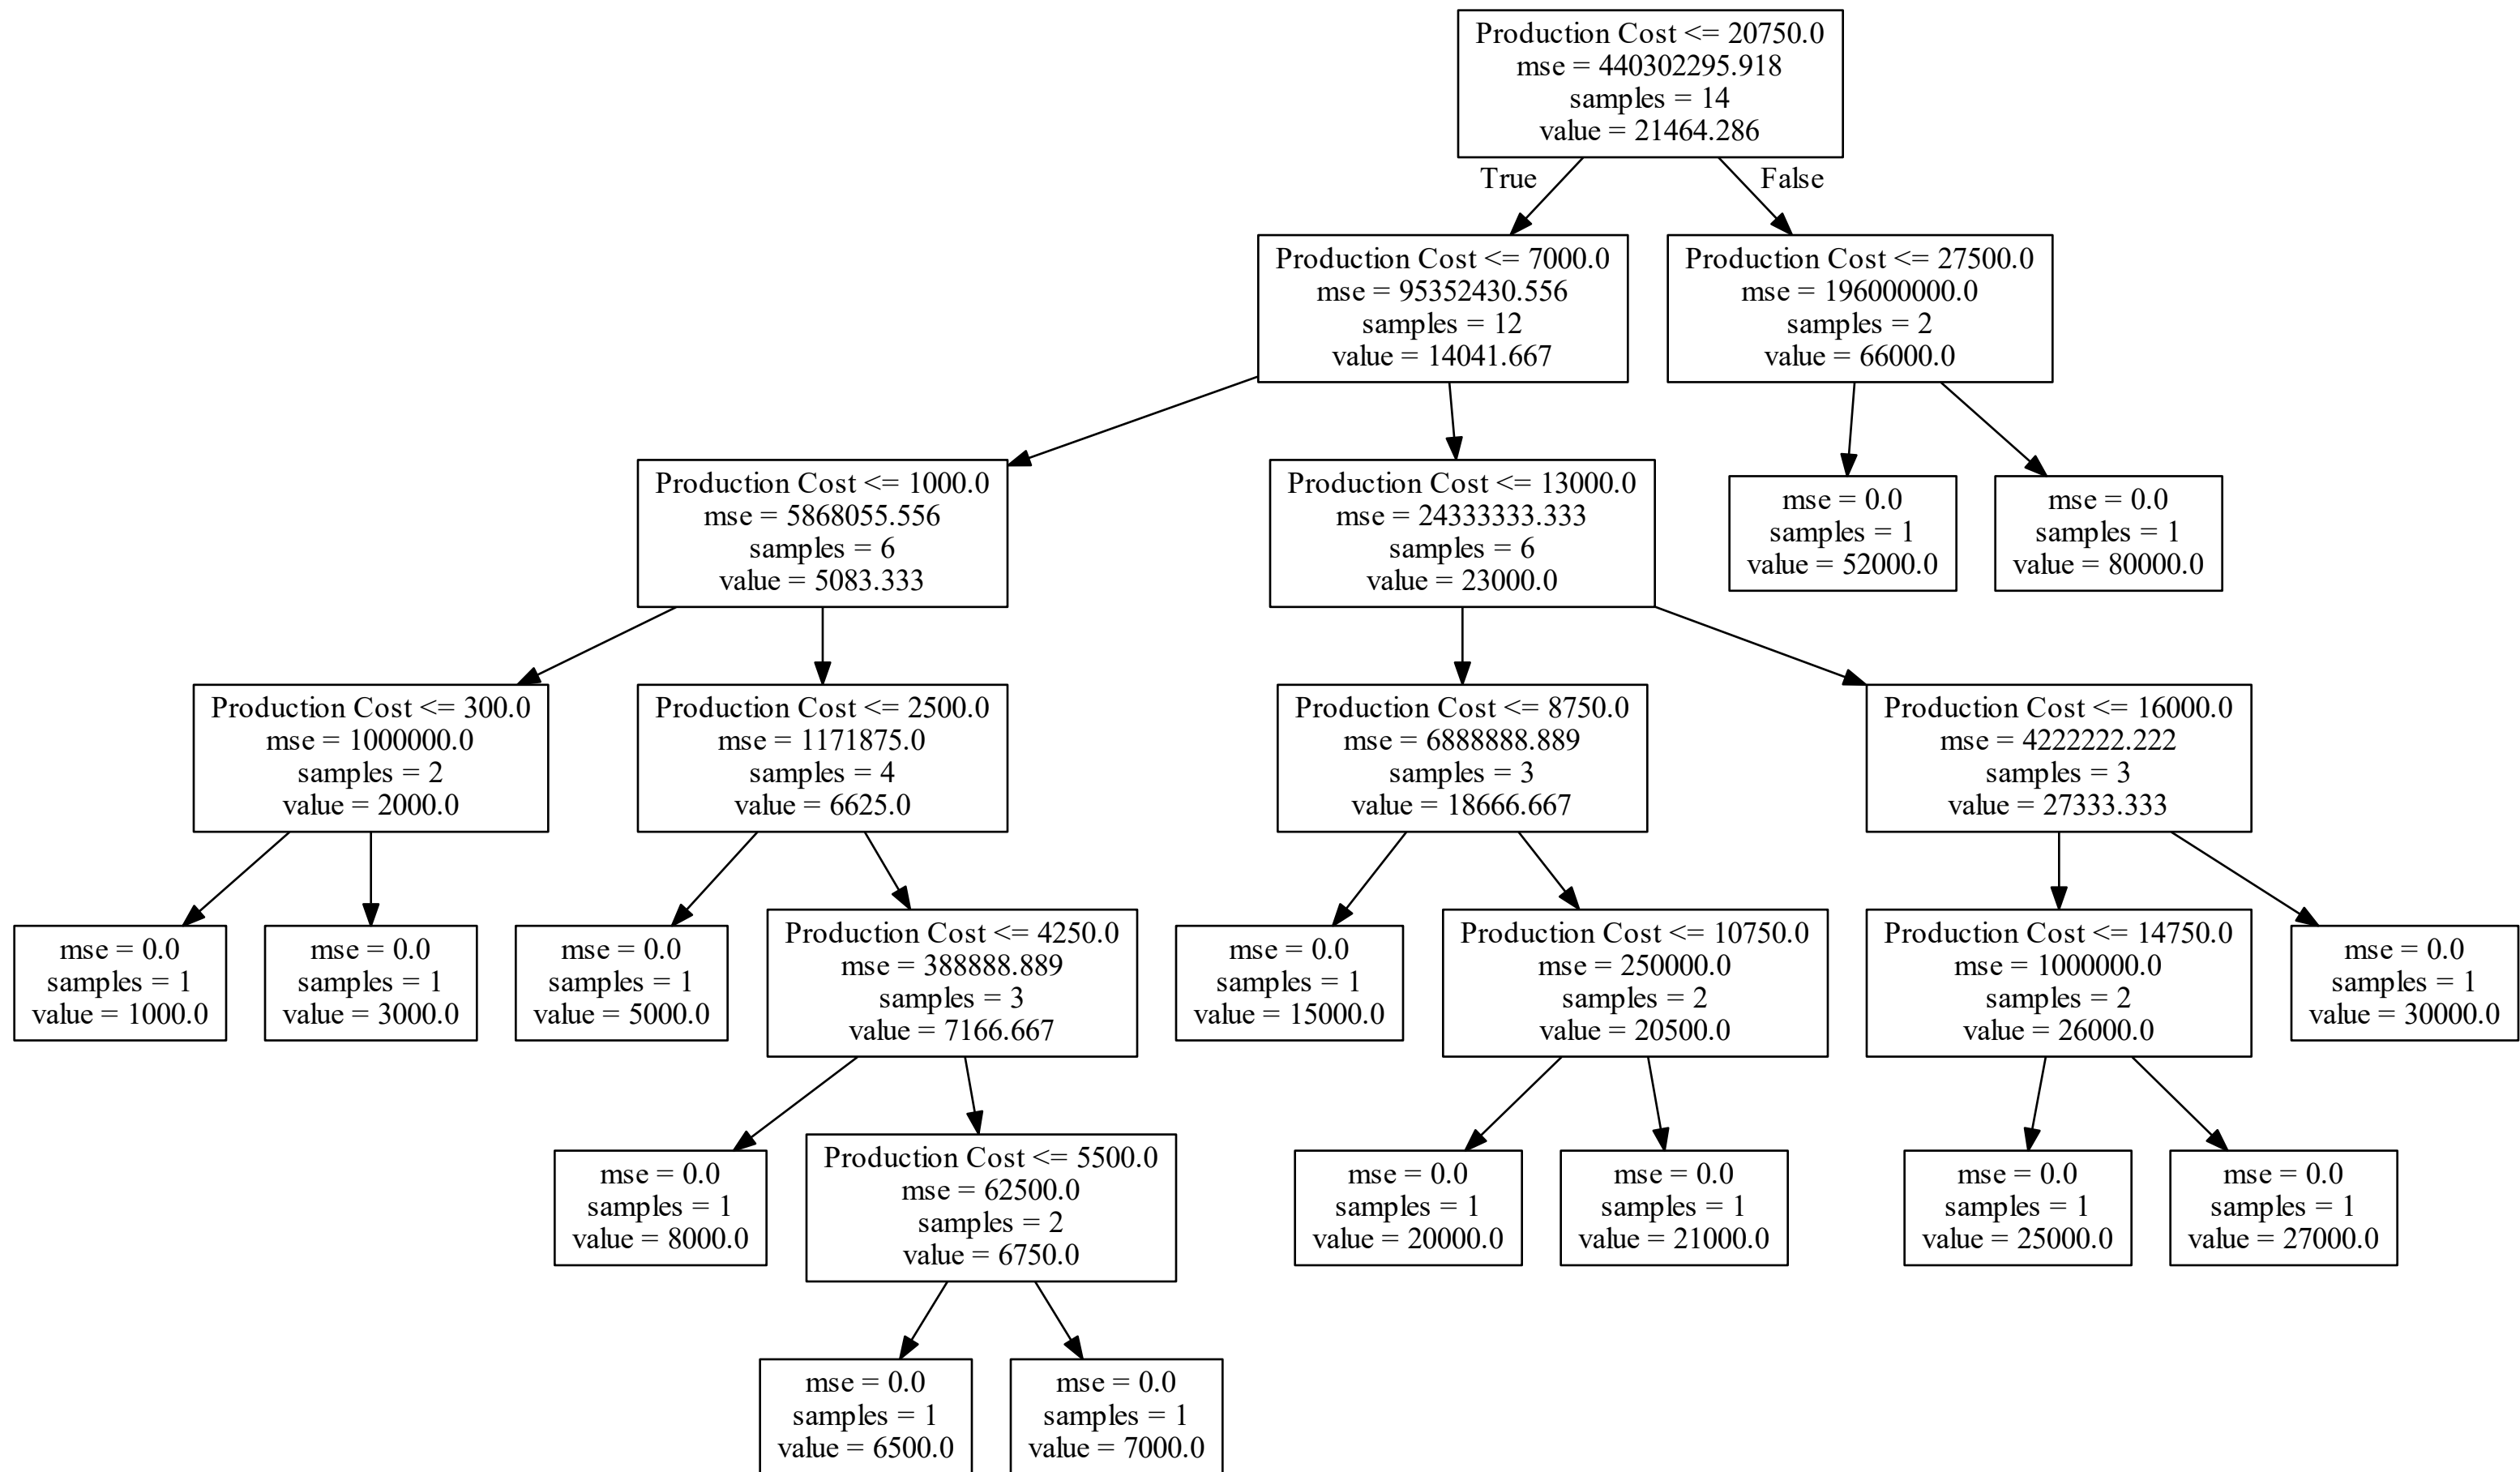 Production Cost <= 20750.0
mse = 440302295.918
samples = 14
value = 21464.286
True
False
Production Cost <= 7000.0
mse = 95352430.556
samples = 12
value = 14041.667
Production Cost <= 27500.0
mse = 196000000.0
samples = 2
value = 66000.0
Production Cost <= 1000.0
mse = 5868055.556
samples = 6
value = 5083.333
Production Cost <= 13000.0
mse = 24333333.333
samples = 6
value = 23000.0
mse = 0.0
samples = 1
value = 52000.0
mse = 0.0
samples = 1
value = 80000.0
Production Cost <= 300.0
mse = 1000000.0
samples = 2
value = 2000.0
Production Cost <= 2500.0
mse = 1171875.0
samples = 4
value = 6625.0
Production Cost <= 8750.0
mse = 6888888.889
samples = 3
value = 18666.667
Production Cost <= 16000.0
mse = 4222222.222
samples = 3
value = 27333.333
mse = 0.0
samples = 1
value = 1000.0
mse = 0.0
samples = 1
value = 3000.0
mse = 0.0
samples = 1
value = 5000.0
Production Cost <= 4250.0
mse = 388888.889
samples = 3
value = 7166.667
mse = 0.0
samples = 1
value = 15000.0
Production Cost <= 10750.0
mse = 250000.0
samples = 2
value = 20500.0
Production Cost <= 14750.0
mse = 1000000.0
samples = 2
value = 26000.0
mse = 0.0
samples = 1
value = 30000.0
mse = 0.0
samples = 1
value = 8000.0
Production Cost <= 5500.0
mse = 62500.0
samples = 2
value = 6750.0
mse = 0.0
samples = 1
value = 20000.0
mse = 0.0
samples = 1
value = 21000.0
mse = 0.0
samples = 1
value = 25000.0
mse = 0.0
samples = 1
value = 27000.0
mse = 0.0
samples = 1
value = 6500.0
mse = 0.0
samples = 1
value = 7000.0